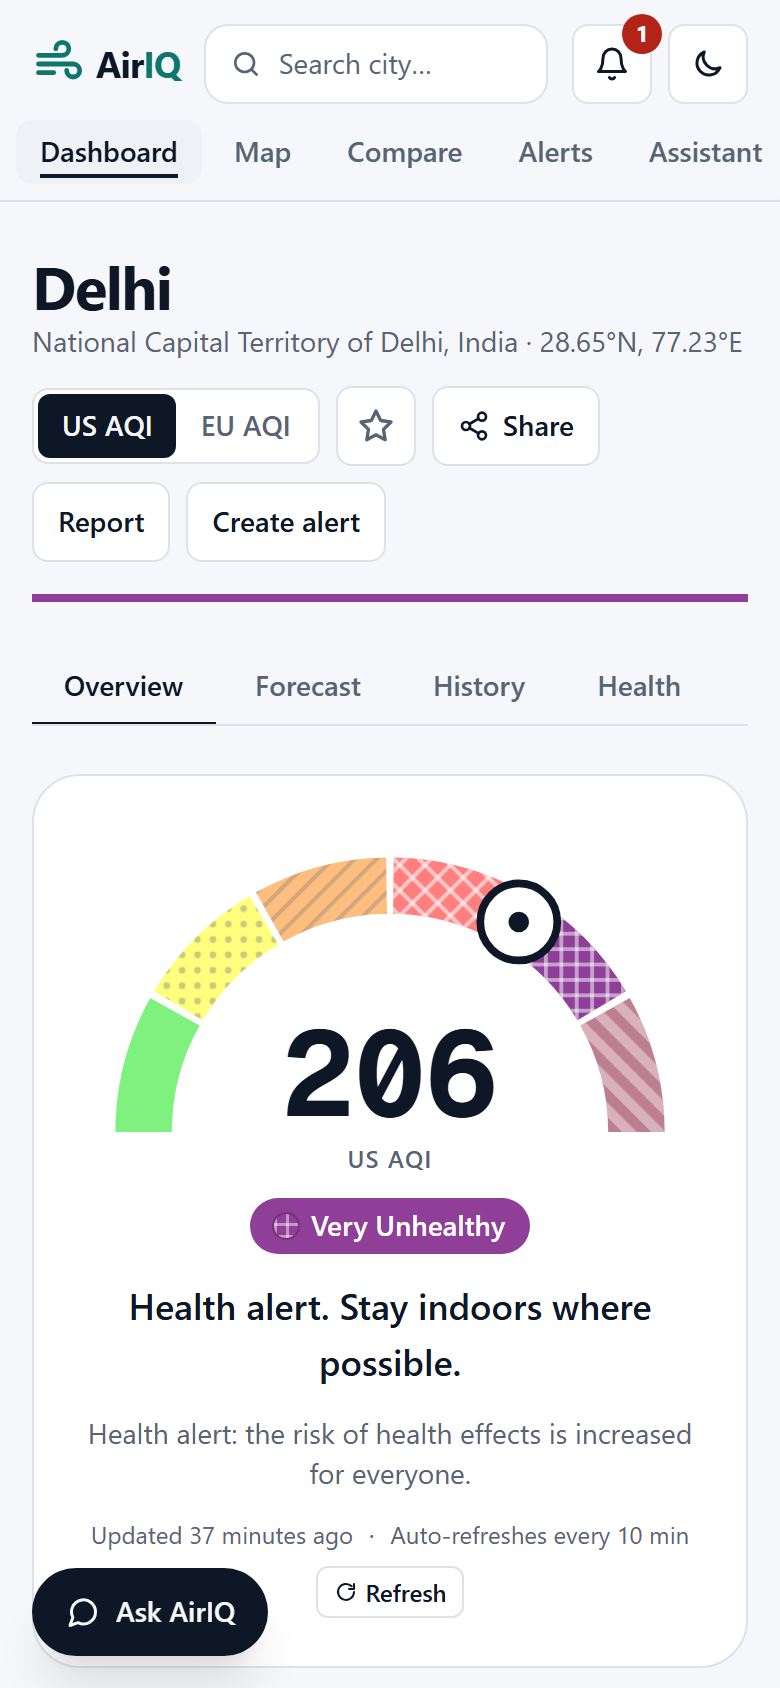 AirIQ
Search city...
1
Dashboard Map Compare Alerts Assistant
Delhi
National Capital Territory of Delhi, India · 28.65°N, 77.23°E
US AQI EU AQI Share
Report Create alert
Overview Forecast History Health
206
US AQI
Very Unhealthy
Health alert. Stay indoors where
possible.
Health alert: the risk of health effects is increased
for everyone.
Updated 37 minutes ago · Auto-refreshes every 10 min
Refresh
Ask AirIQ